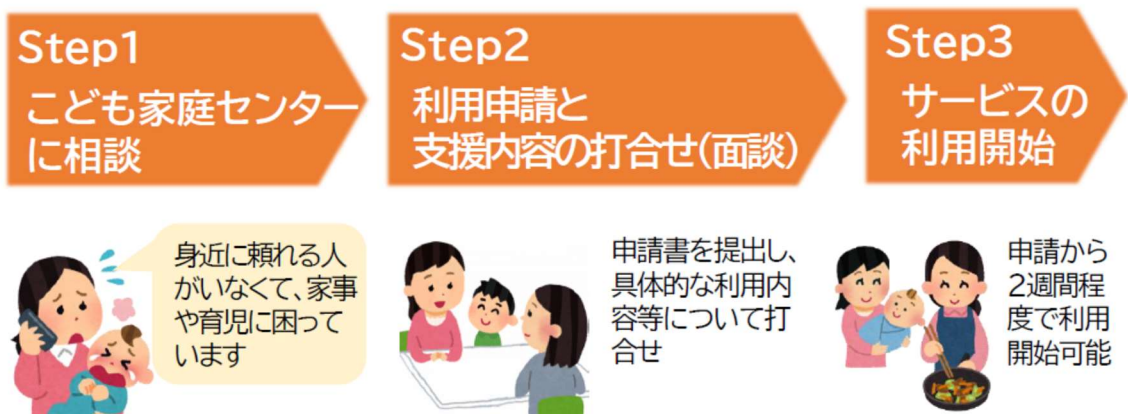 Step1
こども家庭センター
に相談
Step2
利用申請と
支援内容の打合せ(面談)
Step3
サービスの
利用開始
身近に頼れる人
がいなくて、家事
や育児に困って
います
申請書を提出し、
具体的な利用内
容等について打
合せ
申請から
2週間程
度で利用
開始可能